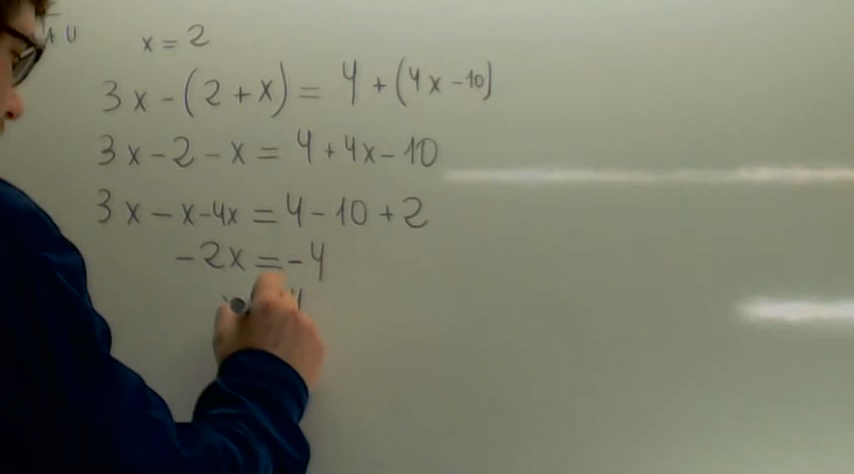 x = 2
3x - (2 + x) = 4 + (4x - 10)
3x - 2 - x = 4 + 4x - 10
3x - x - 4x = 4 - 10 + 2
-2x = -4